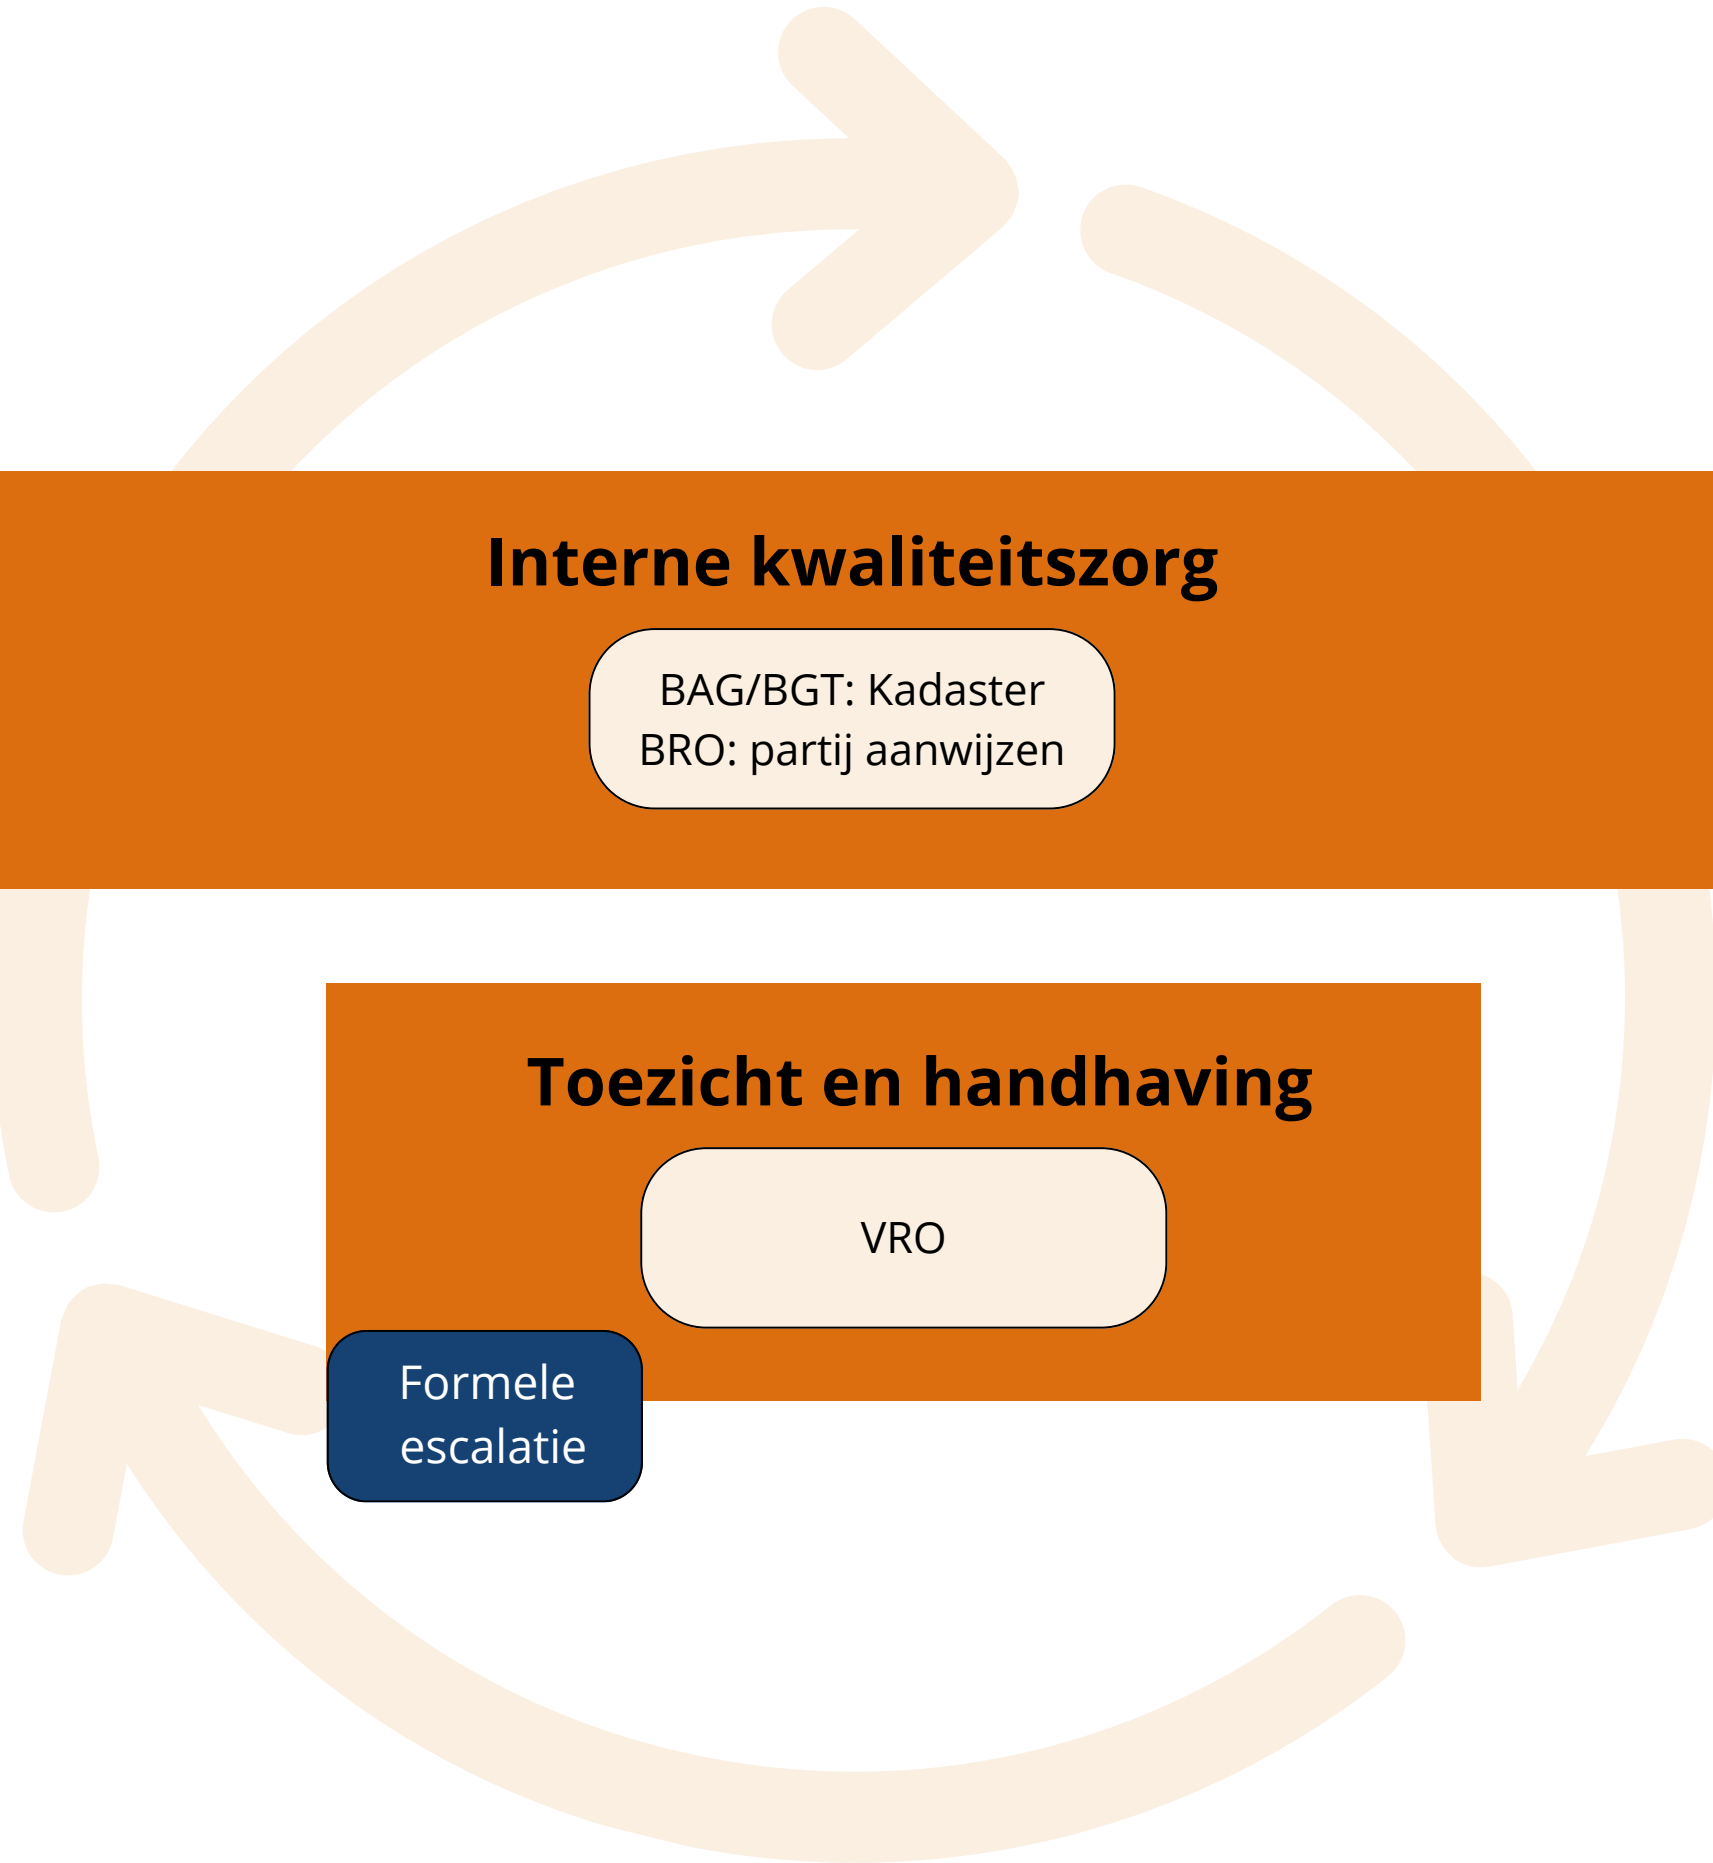 Interne kwaliteitszorg
BAG/BGT: Kadaster
BRO: partij aanwijzen
Toezicht en handhaving
VRO
Formele
escalatie